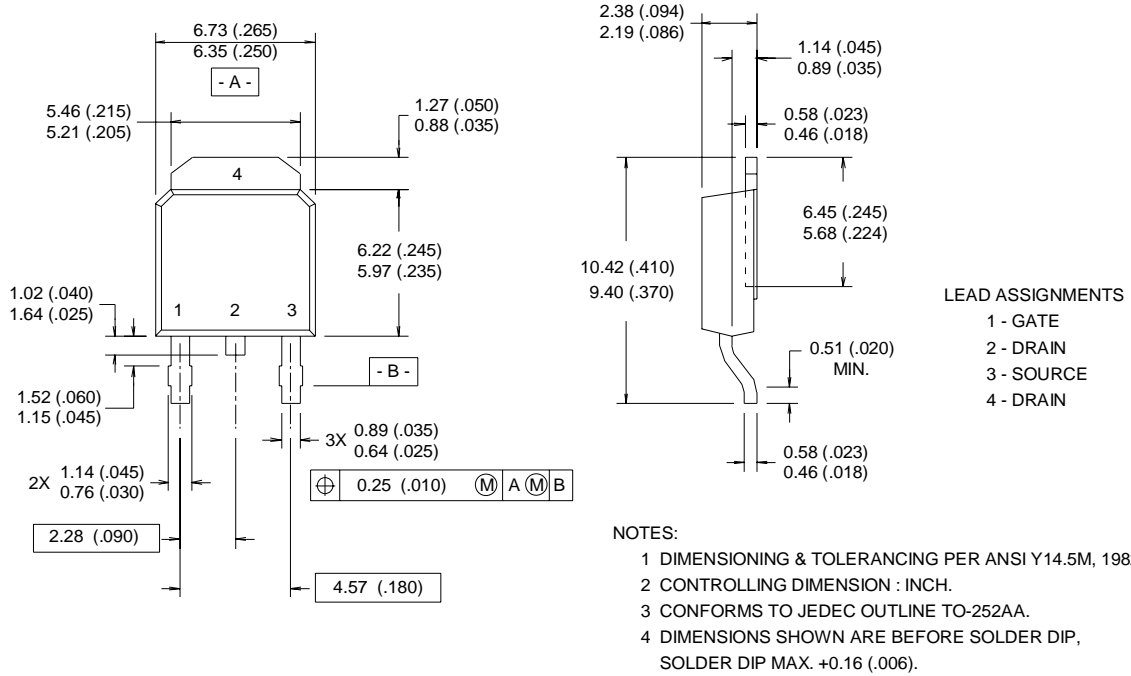 6.73 (.265)
6.35 (.250)
- A -
5.46 (.215)
5.21 (.205)
1.27 (.050)
0.88 (.035)
4
6.22 (.245)
5.97 (.235)
1.02 (.040)
1.64 (.025)
1 2 3
- B -
1.52 (.060)
1.15 (.045)
3X 0.89 (.035)
0.64 (.025)
2X 1.14 (.045)
0.76 (.030)
⌖ 0.25 (.010) Ⓜ A Ⓜ B
2.28 (.090)
4.57 (.180)
2.38 (.094)
2.19 (.086)
1.14 (.045)
0.89 (.035)
0.58 (.023)
0.46 (.018)
6.45 (.245)
5.68 (.224)
10.42 (.410)
9.40 (.370)
0.51 (.020)
MIN.
0.58 (.023)
0.46 (.018)
LEAD ASSIGNMENTS
1 - GATE
2 - DRAIN
3 - SOURCE
4 - DRAIN
NOTES:
1 DIMENSIONING & TOLERANCING PER ANSI Y14.5M, 198
2 CONTROLLING DIMENSION : INCH.
3 CONFORMS TO JEDEC OUTLINE TO-252AA.
4 DIMENSIONS SHOWN ARE BEFORE SOLDER DIP,
SOLDER DIP MAX. +0.16 (.006).